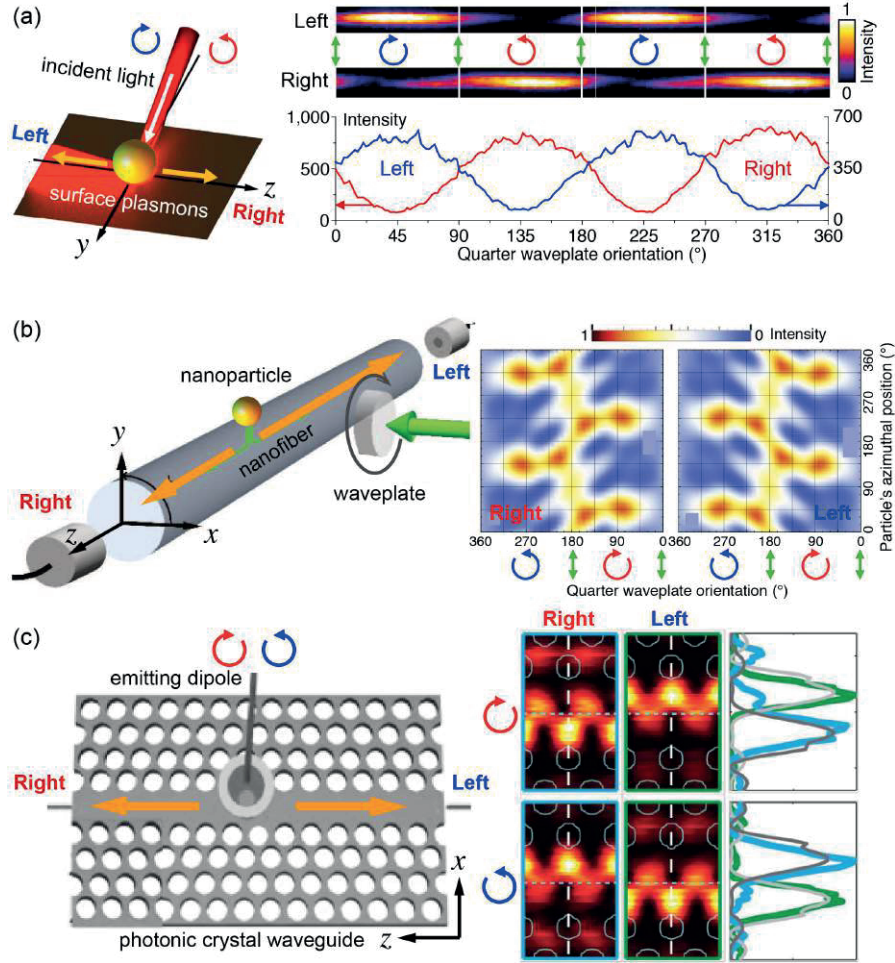 (a)
incident light
Left
surface plasmons
Right
z
y
Left
Right
1
Intensity
0
1,000
Intensity
700
500
Left
Right
350
0
0
0 45 90 135 180 225 270 315 360
Quarter waveplate orientation (°)
(b)
nanoparticle
Left
nanofiber
waveplate
Right
y
x
z
1 0 Intensity
Right
Left
360
270
180
90
0
Particle's azimuthal position (°)
360 270 180 90 0 360 270 180 90 0
Quarter waveplate orientation (°)
(c)
emitting dipole
Right
Left
photonic crystal waveguide
z
x
Right Left